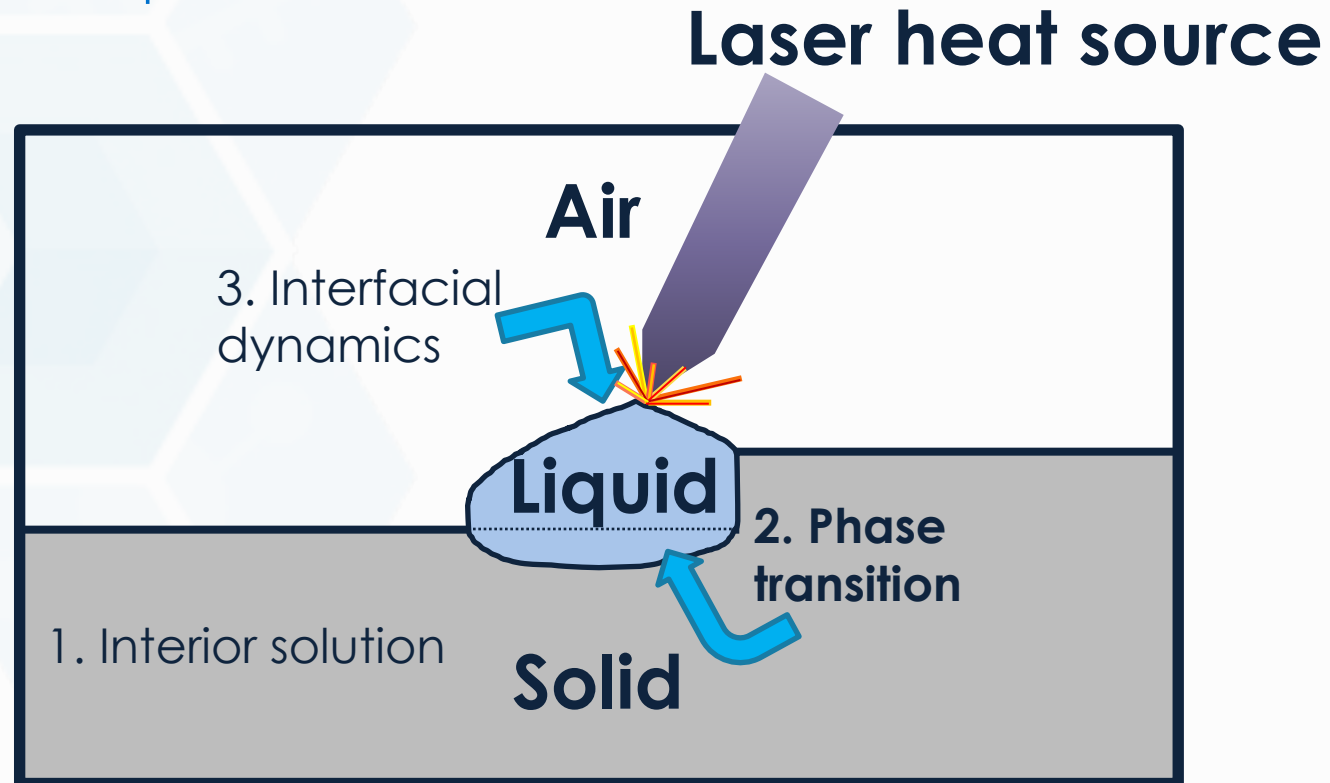 Laser heat source
Air
3. Interfacial
dynamics
Liquid
2. Phase
transition
1. Interior solution
Solid